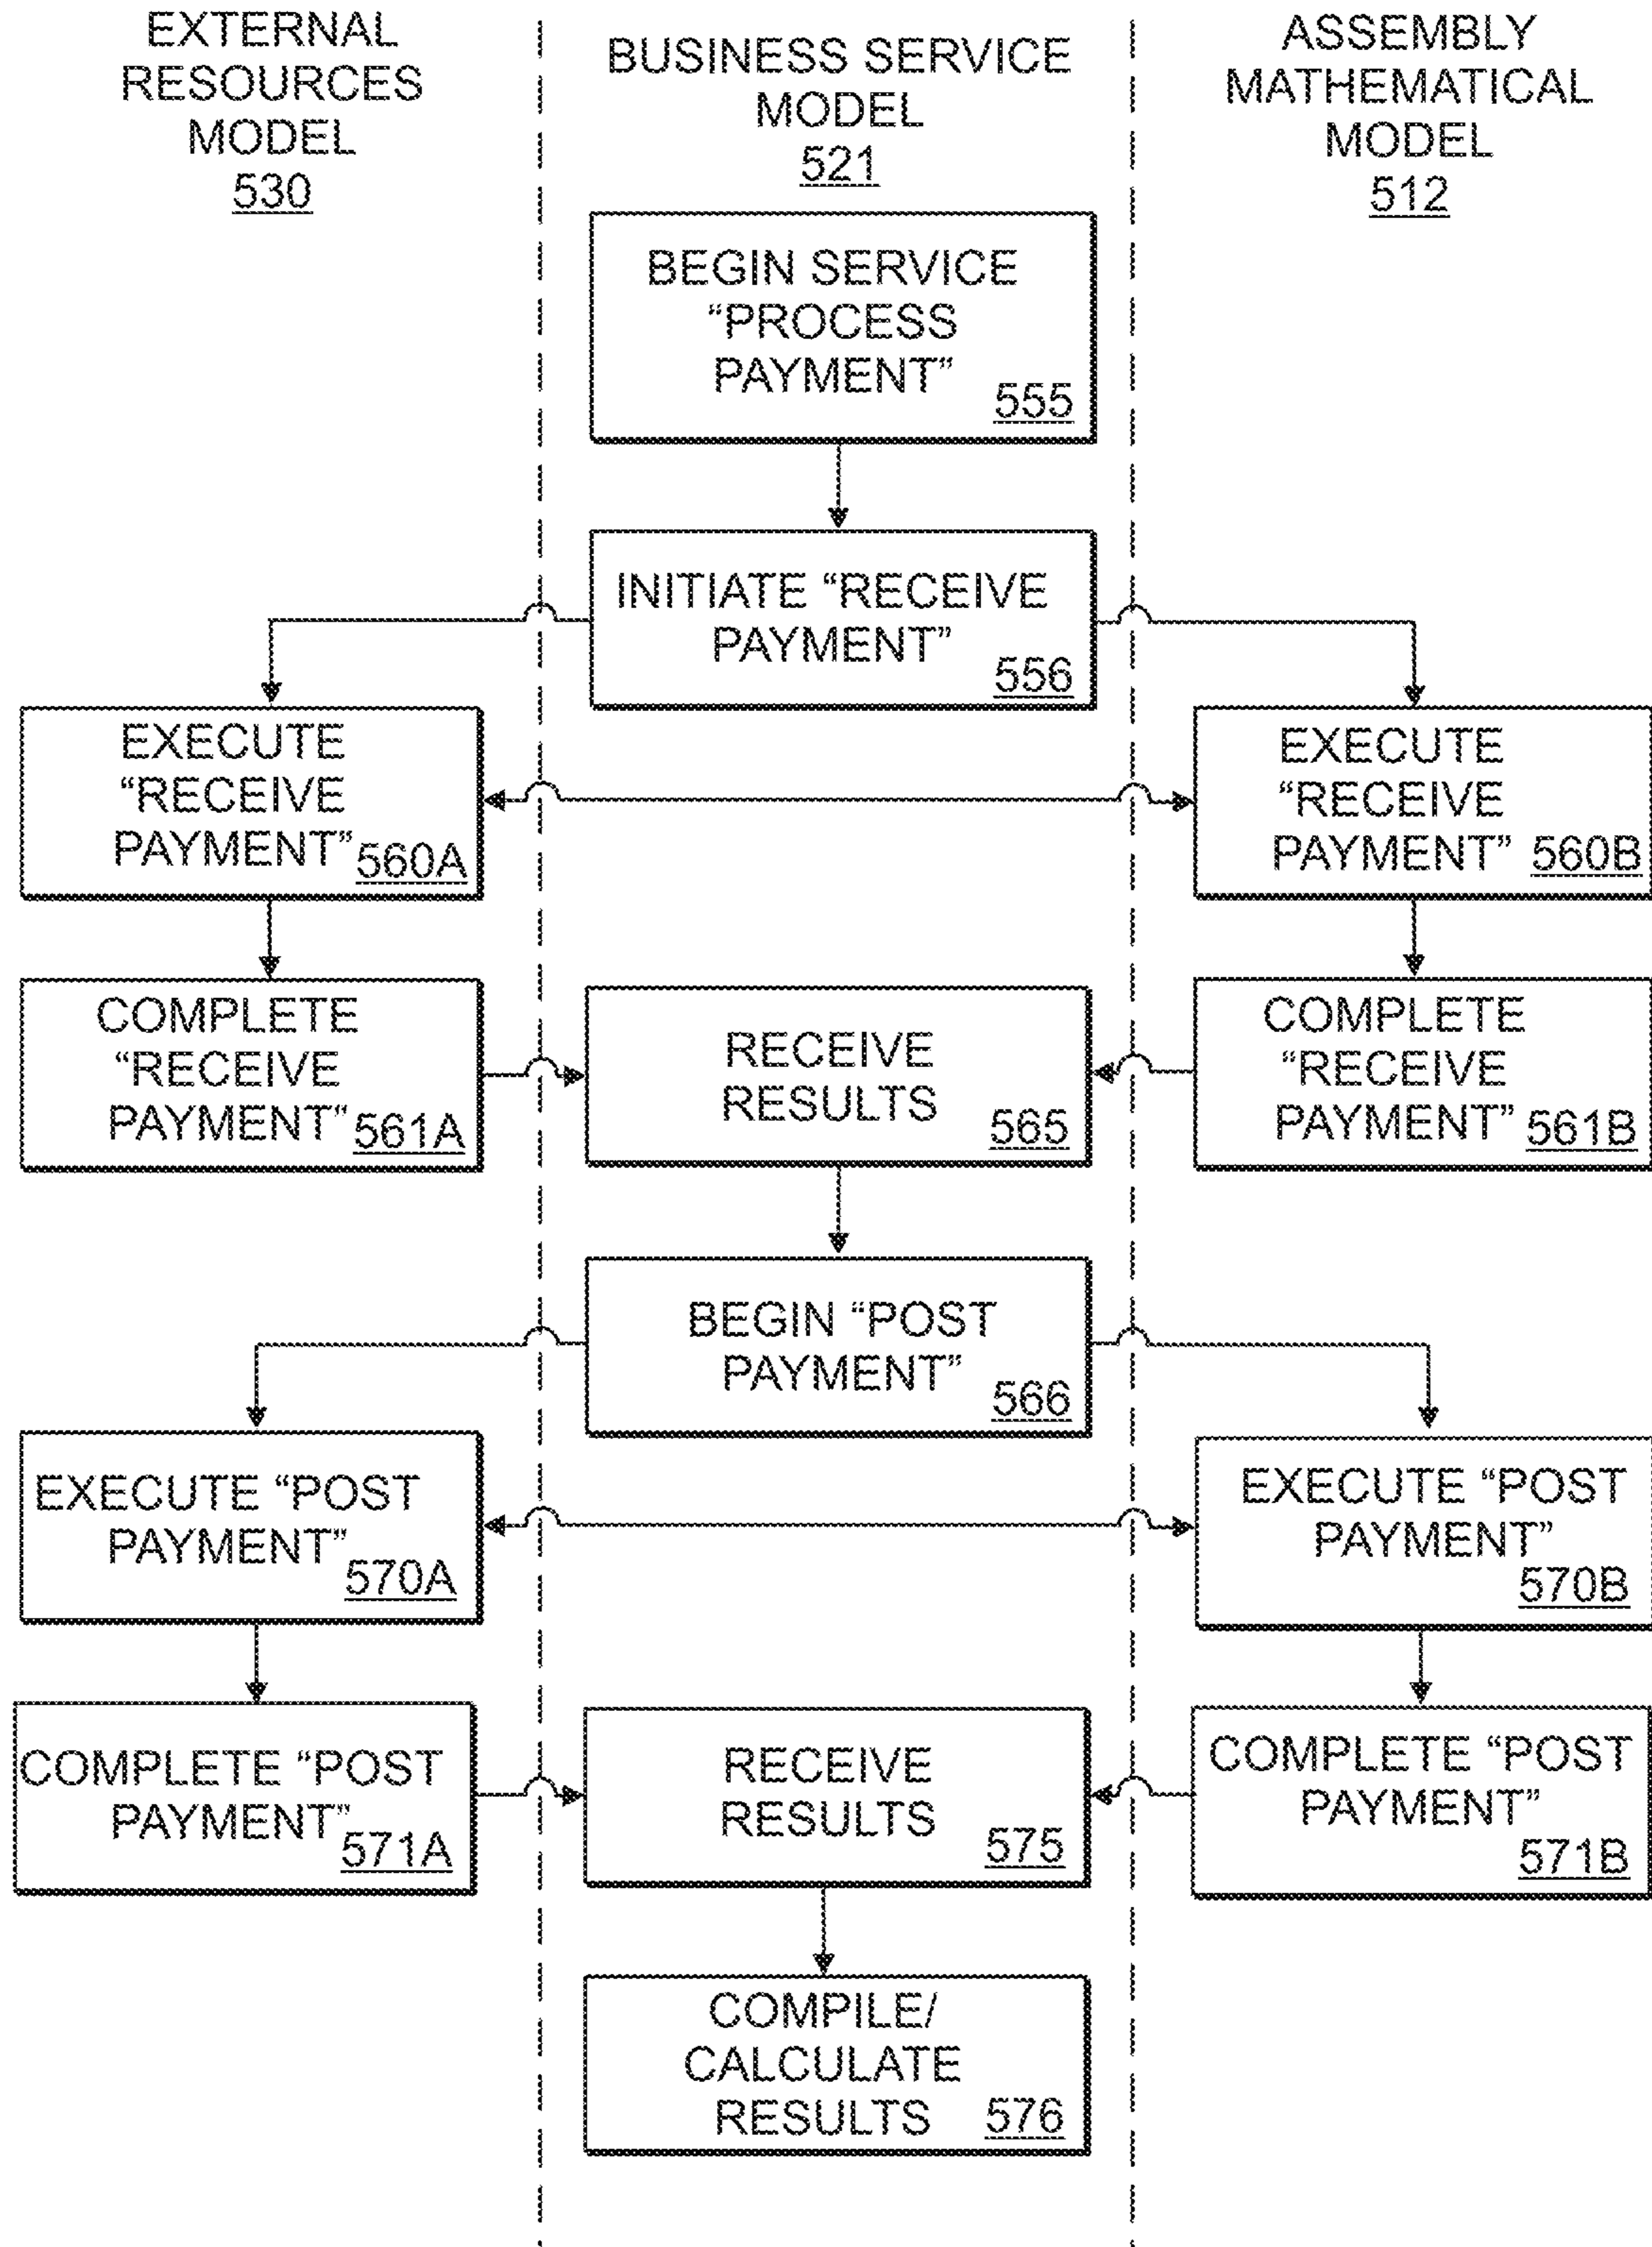 EXTERNAL
RESOURCES
MODEL
530
BUSINESS SERVICE
MODEL
521
ASSEMBLY
MATHEMATICAL
MODEL
512
BEGIN SERVICE
“PROCESS
PAYMENT”
555
INITIATE “RECEIVE
PAYMENT”
556
EXECUTE
“RECEIVE
PAYMENT” 560A
EXECUTE
“RECEIVE
PAYMENT” 560B
COMPLETE
“RECEIVE
PAYMENT” 561A
RECEIVE
RESULTS
565
COMPLETE
“RECEIVE
PAYMENT” 561B
BEGIN “POST
PAYMENT”
566
EXECUTE “POST
PAYMENT”
570A
EXECUTE “POST
PAYMENT”
570B
COMPLETE “POST
PAYMENT”
571A
RECEIVE
RESULTS
575
COMPLETE “POST
PAYMENT”
571B
COMPILE/
CALCULATE
RESULTS 576